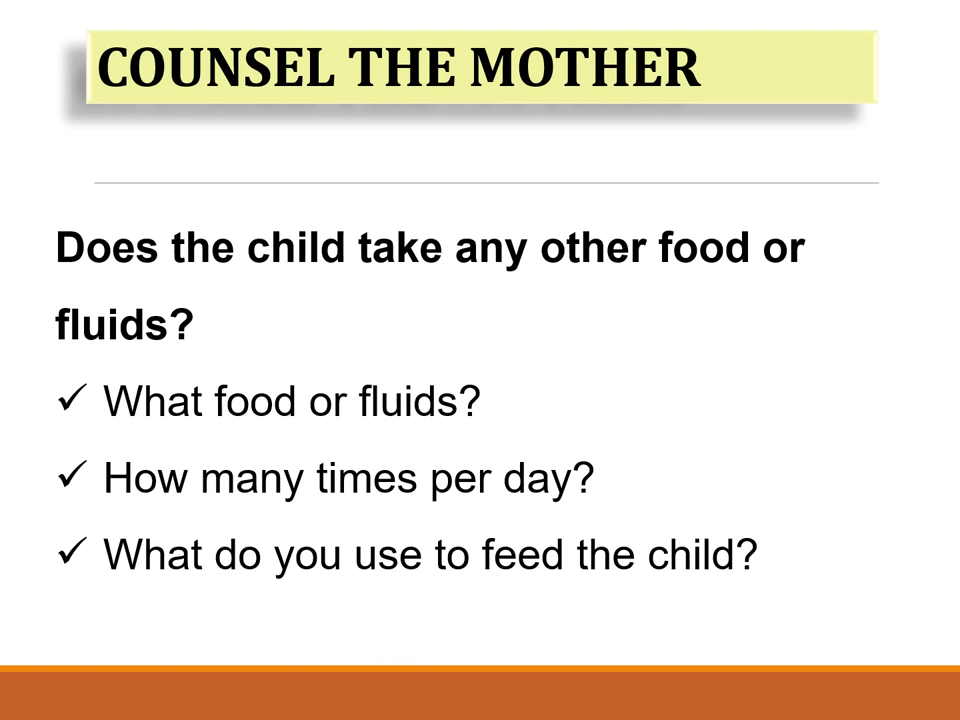 COUNSEL THE MOTHER
Does the child take any other food or
fluids?
✓ What food or fluids?
✓ How many times per day?
✓ What do you use to feed the child?